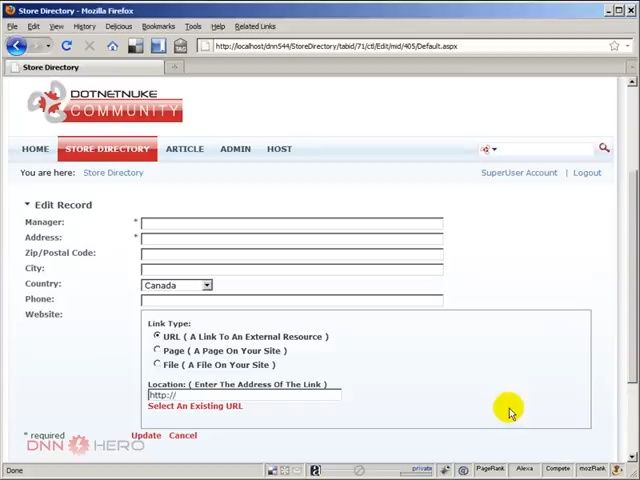 Store Directory - Mozilla Firefox
File Edit View History Delicious Bookmarks Tools Help Related Links
http://localhost/dnn544/StoreDirectory/tabid/71/ctl/Edit/mid/405/Default.aspx
Store Directory
DOTNETNUKE
COMMUNITY
HOME STORE DIRECTORY ARTICLE ADMIN HOST
You are here: Store Directory SuperUser Account | Logout
Edit Record
Manager: *
Address: *
Zip/Postal Code:
City:
Country: Canada
Phone:
Website:
Link Type:
URL ( A Link To An External Resource )
Page ( A Page On Your Site )
File ( A File On Your Site )
Location: ( Enter The Address Of The Link )
http://
Select An Existing URL
* required Update Cancel
DNN HERO
Done private PageRank Alexa Compete mozRank